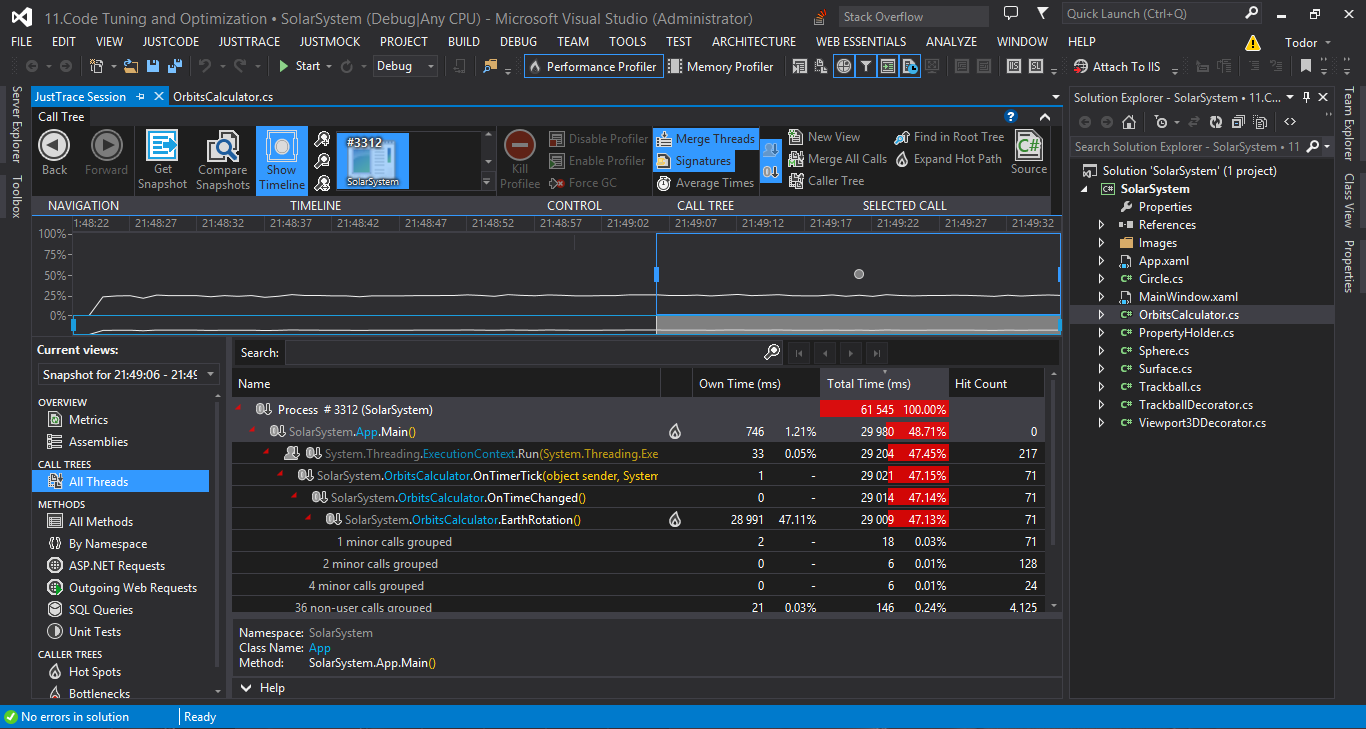 11.Code Tuning and Optimization • SolarSystem (Debug|Any CPU) - Microsoft Visual Studio (Administrator)
Stack Overflow
Quick Launch (Ctrl+Q)
FILE EDIT VIEW JUSTCODE JUSTTRACE JUSTMOCK PROJECT BUILD DEBUG TEAM TOOLS TEST ARCHITECTURE WEB ESSENTIALS ANALYZE WINDOW HELP
Todor
Start Debug Performance Profiler Memory Profiler Attach To IIS
Server Explorer
Toolbox
JustTrace Session OrbitsCalculator.cs
Call Tree
Back
Forward
Get Snapshot
Compare Snapshots
Show Timeline
#3312
SolarSystem
Kill Profiler
Disable Profiler
Enable Profiler
Force GC
Merge Threads
Signatures
Average Times
New View
Merge All Calls
Caller Tree
Find in Root Tree
Expand Hot Path
Source
NAVIGATION TIMELINE CONTROL CALL TREE SELECTED CALL
1:48:22 21:48:27 21:48:32 21:48:37 21:48:42 21:48:47 21:48:52 21:48:57 21:49:02 21:49:07 21:49:12 21:49:17 21:49:22 21:49:27 21:49:32
100%
75%
50%
25%
0%
Current views:
Snapshot for 21:49:06 - 21:49
OVERVIEW
Metrics
Assemblies
CALL TREES
All Threads
METHODS
All Methods
By Namespace
ASP.NET Requests
Outgoing Web Requests
SQL Queries
Unit Tests
CALLER TREES
Hot Spots
Bottlenecks
Search:
Name Own Time (ms) Total Time (ms) Hit Count
Process # 3312 (SolarSystem) 61 545 100.00%
SolarSystem.App.Main() 746 1.21% 29 980 48.71% 0
System.Threading.ExecutionContext.Run(System.Threading.Exe 33 0.05% 29 204 47.45% 217
SolarSystem.OrbitsCalculator.OnTimerTick(object sender, System 1 - 29 021 47.15% 71
SolarSystem.OrbitsCalculator.OnTimeChanged() 0 - 29 014 47.14% 71
SolarSystem.OrbitsCalculator.EarthRotation() 28 991 47.11% 29 009 47.13% 71
1 minor calls grouped 2 - 18 0.03% 71
2 minor calls grouped 0 - 6 0.01% 128
4 minor calls grouped 0 - 6 0.01% 24
36 non-user calls grouped 21 0.03% 146 0.24% 4,125
Namespace: SolarSystem
Class Name: App
Method: SolarSystem.App.Main()
Help
Solution Explorer - SolarSystem • 11.C...
Search Solution Explorer - SolarSystem • 11
Solution 'SolarSystem' (1 project)
SolarSystem
Properties
References
Images
App.xaml
Circle.cs
MainWindow.xaml
OrbitsCalculator.cs
PropertyHolder.cs
Sphere.cs
Surface.cs
Trackball.cs
TrackballDecorator.cs
Viewport3DDecorator.cs
Team Explorer
Class View
Properties
No errors in solution
Ready